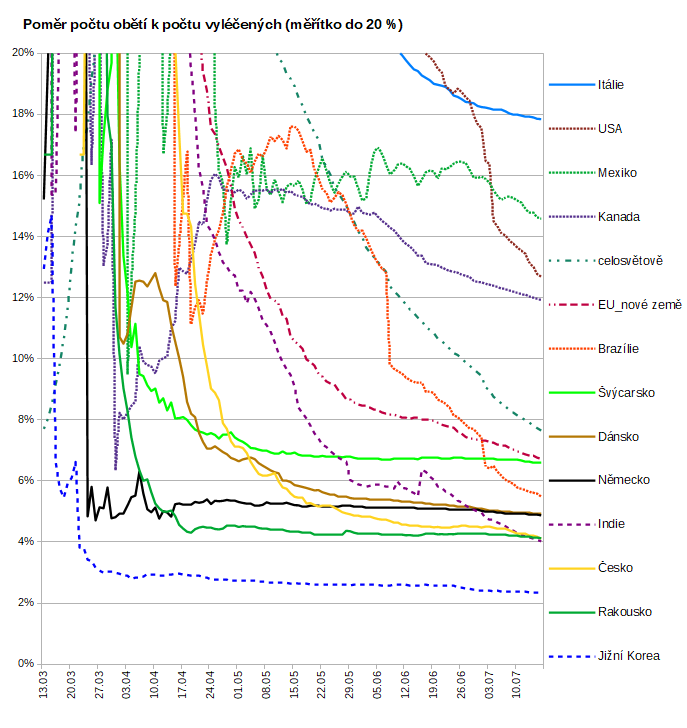 Poměr počtu obětí k počtu vyléčených (měřítko do 20 %)
20%
18%
16%
14%
12%
10%
8%
6%
4%
2%
0%
13.03
20.03
27.03
03.04
10.04
17.04
24.04
01.05
08.05
15.05
22.05
29.05
05.06
12.06
19.06
26.06
03.07
10.07
Itálie
USA
Mexiko
Kanada
celosvětově
EU_nové země
Brazílie
Švýcarsko
Dánsko
Německo
Indie
Česko
Rakousko
Jižní Korea